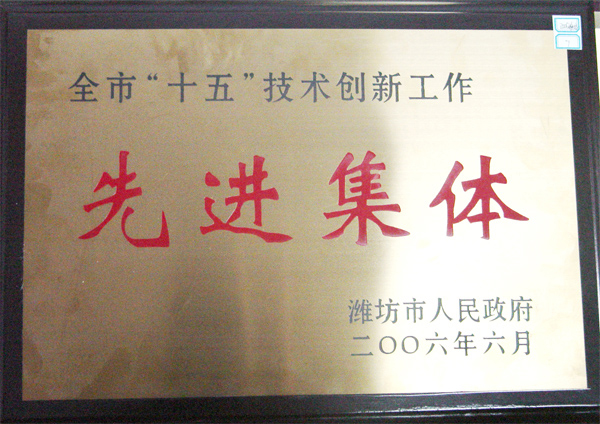 全市“十五”技术创新工作
先进集体
潍坊市人民政府
二〇〇六年六月